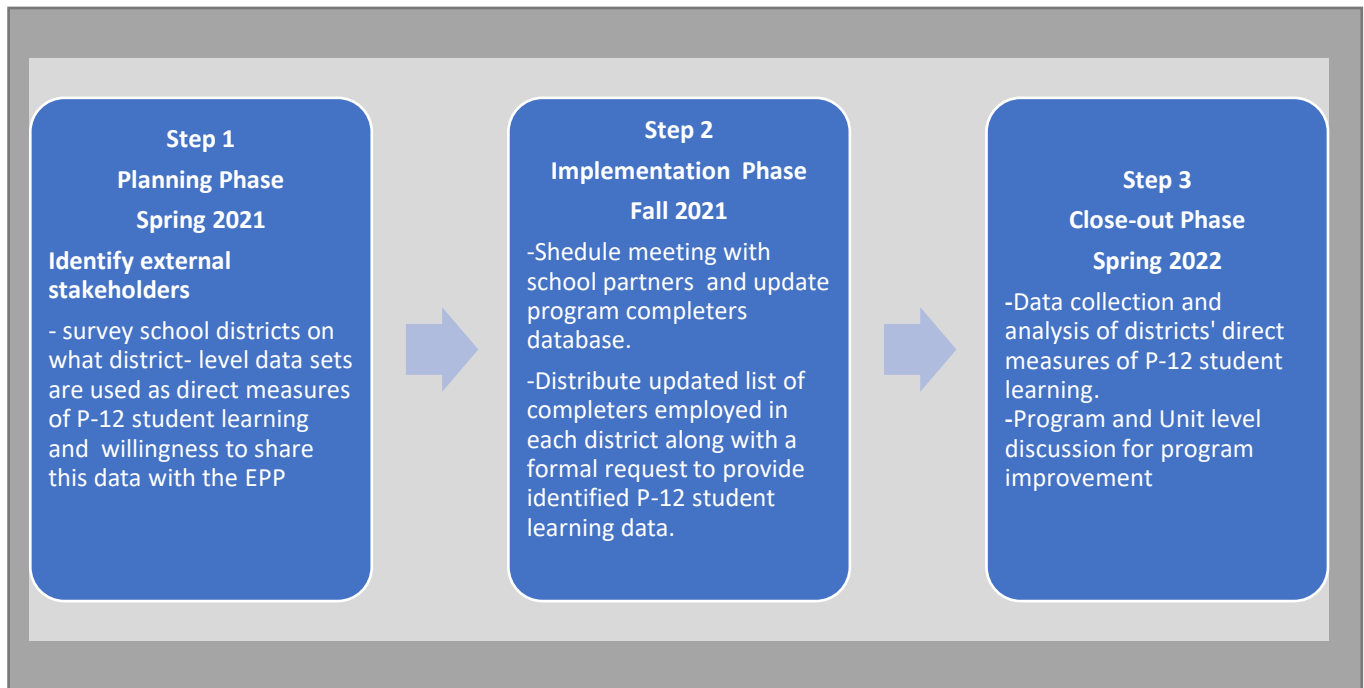 Step 1
Planning Phase
Spring 2021
Identify external
stakeholders
- survey school districts on
what district- level data sets
are used as direct measures
of P-12 student learning
and  willingness to share
this data with the EPP
Step 2
Implementation  Phase
Fall 2021
-Shedule meeting with
school partners  and update
program completers
database.
-Distribute updated list of
completers employed in
each district along with a
formal request to provide
identified P-12 student
learning data.
Step 3
Close-out Phase
Spring 2022
-Data collection and
analysis of districts' direct
measures of P-12 student
learning.
-Program and Unit level
discussion for program
improvement